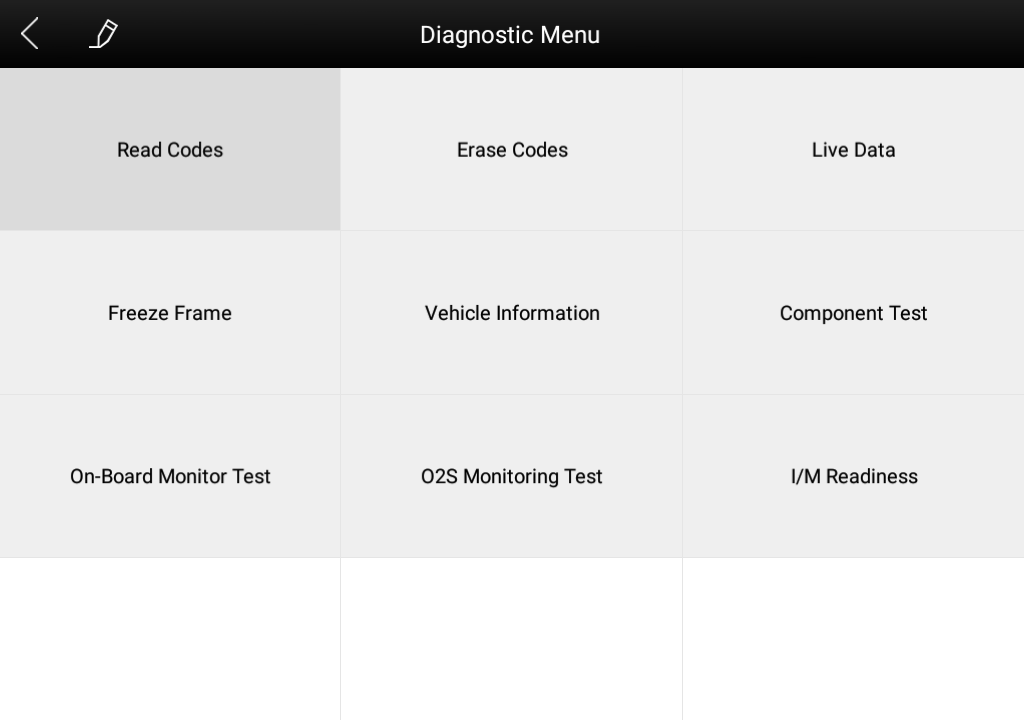 Diagnostic Menu
Read Codes
Erase Codes
Live Data
Freeze Frame
Vehicle Information
Component Test
On-Board Monitor Test
O2S Monitoring Test
I/M Readiness